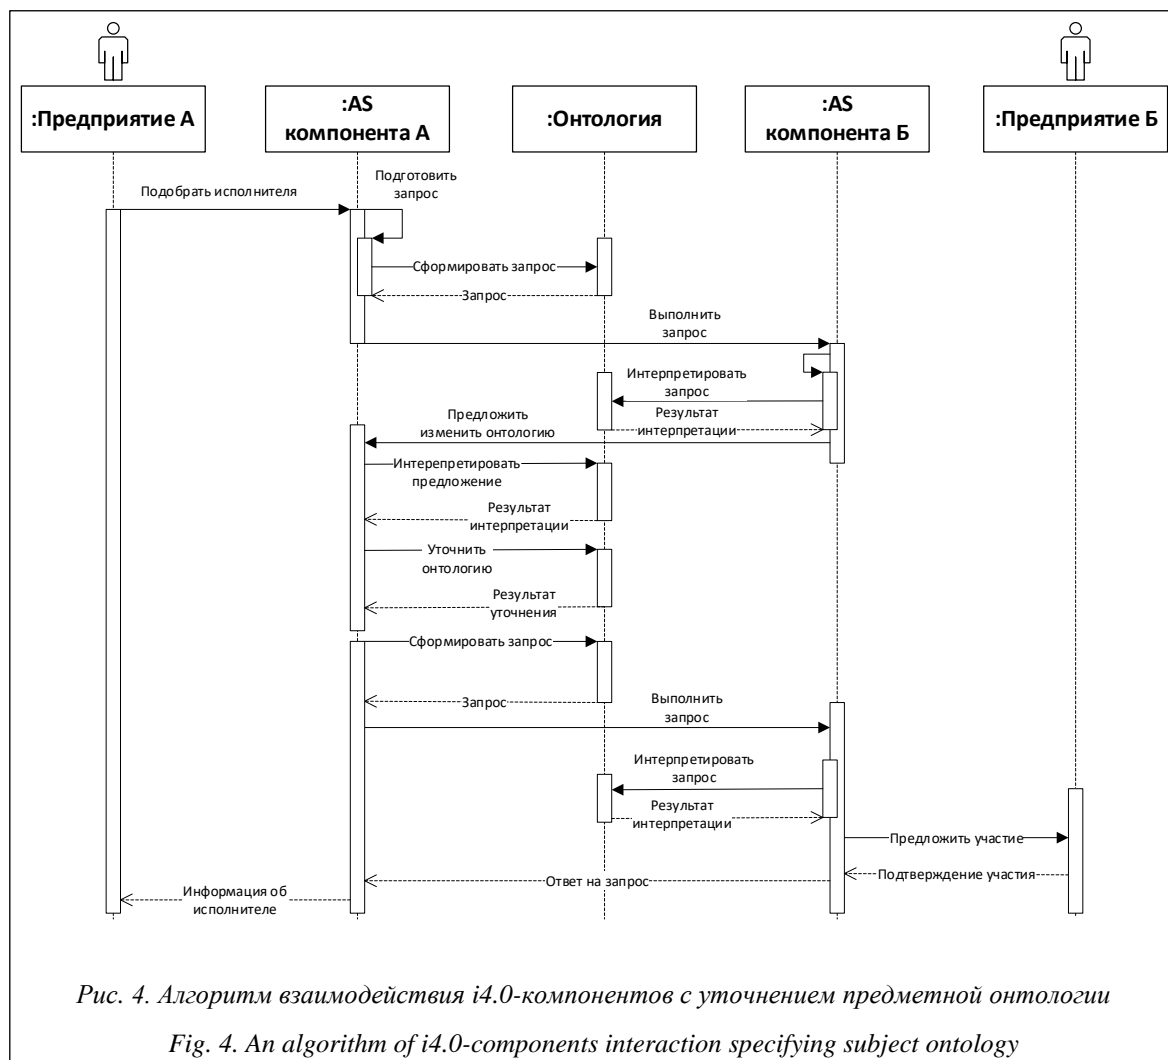 :Предприятие А
:AS
компонента А
:Онтология
:AS
компонента Б
:Предприятие Б
Подготовить
запрос
Подобрать исполнителя
Сформировать запрос
Запрос
Выполнить
запрос
Интерпретировать
запрос
Результат
интерпретации
Предложить
изменить онтологию
Интерепретировать
предложение
Результат
интерпретации
Уточнить
онтологию
Результат
уточнения
Сформировать запрос
Запрос
Выполнить
запрос
Интерпретировать
запрос
Результат
интерпретации
Предложить участие
Подтверждение участия
Ответ на запрос
Информация об
исполнителе
Рис. 4. Алгоритм взаимодействия i4.0-компонентов с уточнением предметной онтологии
Fig. 4. An algorithm of i4.0-components interaction specifying subject ontology